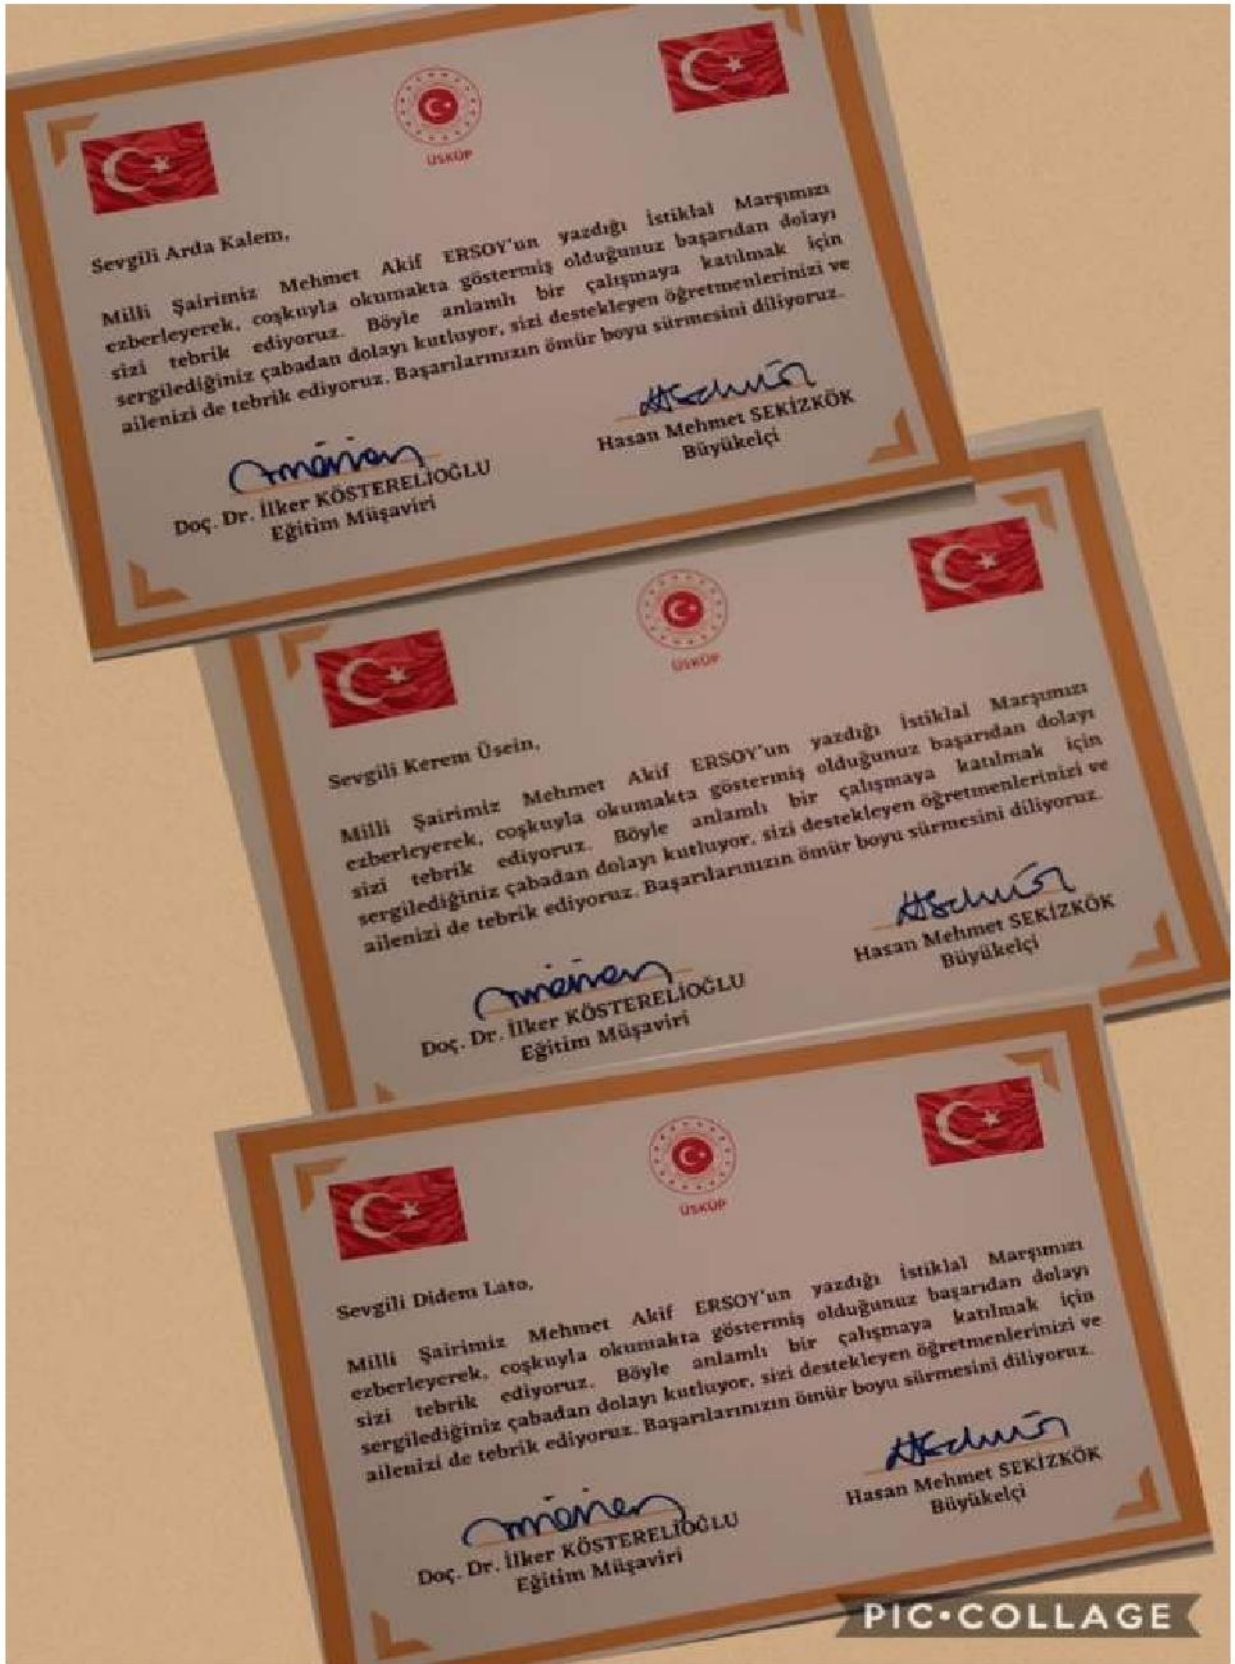 ÜSKÜP
Sevgili Arda Kalem,
Milli Şairimiz Mehmet Akif ERSOY'un yazdığı İstiklal Marşımızı
ezberleyerek, coşkuyla okumakta göstermiş olduğunuz başarıdan dolayı
sizi tebrik ediyoruz. Böyle anlamlı bir çalışmaya katılmak için
sergilediğiniz çabadan dolayı kutluyor, sizi destekleyen öğretmenlerinizi ve
ailenizi de tebrik ediyoruz. Başarılarınızın ömür boyu sürmesini diliyoruz.
Doç. Dr. İlker KÖSTERELİOĞLU
Eğitim Müşaviri
Hasan Mehmet SEKİZKÖK
Büyükelçi
ÜSKÜP
Sevgili Kerem Üsein,
Milli Şairimiz Mehmet Akif ERSOY'un yazdığı İstiklal Marşımızı
ezberleyerek, coşkuyla okumakta göstermiş olduğunuz başarıdan dolayı
sizi tebrik ediyoruz. Böyle anlamlı bir çalışmaya katılmak için
sergilediğiniz çabadan dolayı kutluyor, sizi destekleyen öğretmenlerinizi ve
ailenizi de tebrik ediyoruz. Başarılarınızın ömür boyu sürmesini diliyoruz.
Doç. Dr. İlker KÖSTERELİOĞLU
Eğitim Müşaviri
Hasan Mehmet SEKİZKÖK
Büyükelçi
ÜSKÜP
Sevgili Didem Lato,
Milli Şairimiz Mehmet Akif ERSOY'un yazdığı İstiklal Marşımızı
ezberleyerek, coşkuyla okumakta göstermiş olduğunuz başarıdan dolayı
sizi tebrik ediyoruz. Böyle anlamlı bir çalışmaya katılmak için
sergilediğiniz çabadan dolayı kutluyor, sizi destekleyen öğretmenlerinizi ve
ailenizi de tebrik ediyoruz. Başarılarınızın ömür boyu sürmesini diliyoruz.
Doç. Dr. İlker KÖSTERELİOĞLU
Eğitim Müşaviri
Hasan Mehmet SEKİZKÖK
Büyükelçi
PIC•COLLAGE